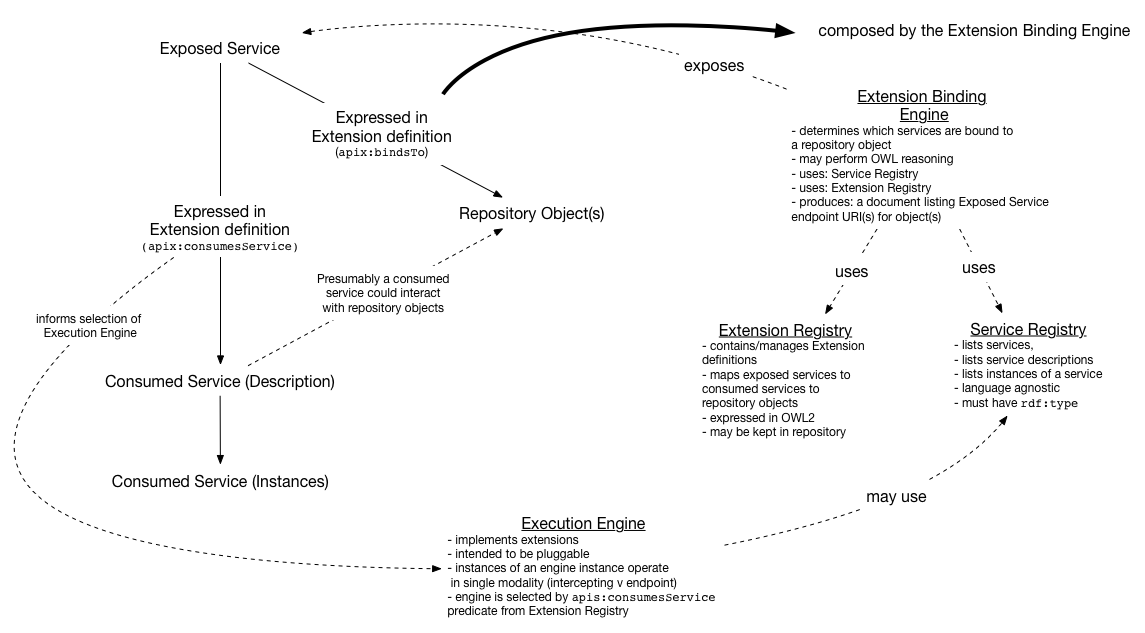 Exposed Service
composed by the Extension Binding Engine
exposes
Expressed in
Extension definition
(apix:bindsTo)
Extension Binding
Engine
- determines which services are bound to
a repository object
- may perform OWL reasoning
- uses: Service Registry
- uses: Extension Registry
- produces: a document listing Exposed Service
endpoint URI(s) for object(s)
Expressed in
Extension definition
(apix:consumesService)
Repository Object(s)
Presumably a consumed
service could interact
with repository objects
uses
uses
informs selection of
Execution Engine
Extension Registry
- contains/manages Extension
definitions
- maps exposed services to
consumed services to
repository objects
- expressed in OWL2
- may be kept in repository
Service Registry
- lists services,
- lists service descriptions
- lists instances of a service
- language agnostic
- must have rdf:type
Consumed Service (Description)
Consumed Service (Instances)
may use
Execution Engine
- implements extensions
- intended to be pluggable
- instances of an engine instance operate
in single modality (intercepting v endpoint)
- engine is selected by apis:consumesService
predicate from Extension Registry